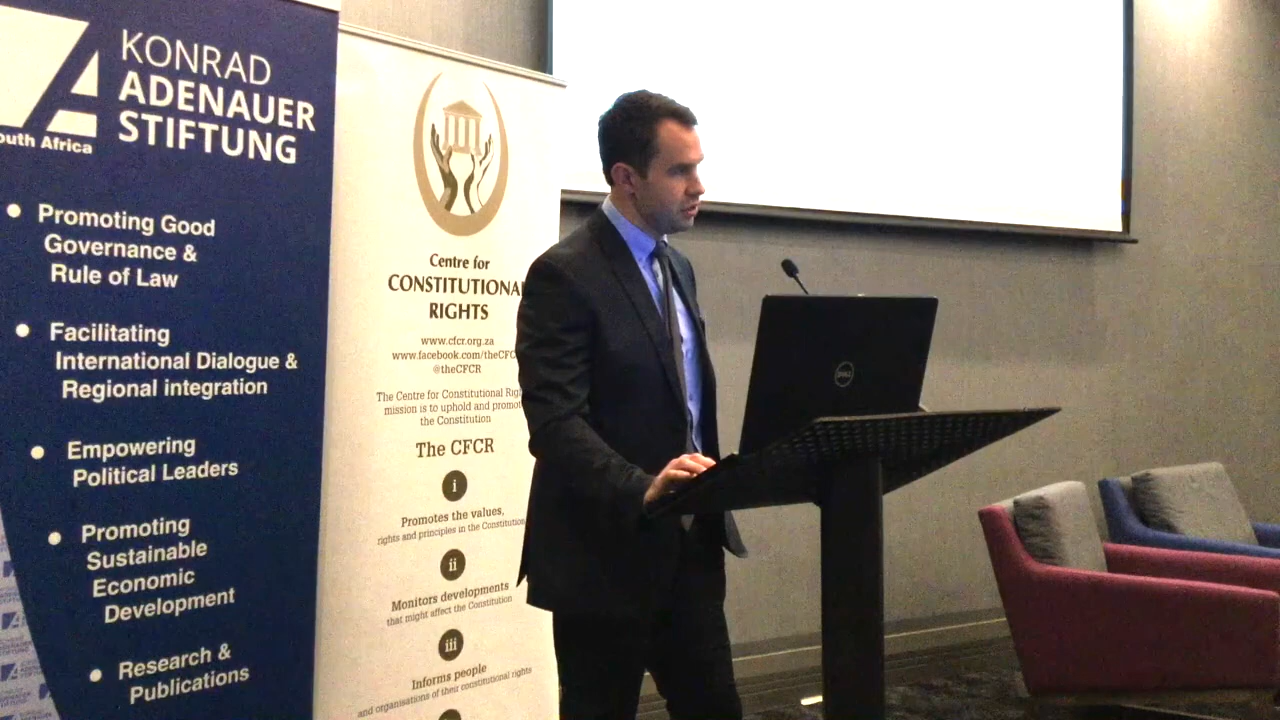 KONRAD
ADENAUER
STIFTUNG
outh Africa
Promoting Good
Governance &
Rule of Law
Facilitating
International Dialogue &
Regional integration
Empowering
Political Leaders
Promoting
Sustainable
Economic
Development
Research &
Publications
Centre for
CONSTITUTIONA
RIGHTS
www.cfcr.org.za
www.facebook.com/theCFC
@theCFCR
The Centre for Constitutional Rig
mission is to uphold and promot
the Constitution
The CFCR
i
Promotes the values,
rights and principles in the Constitution
ii
Monitors developments
that might affect the Constitution
iii
Informs people
and organisations of their constitutional rights
DELL